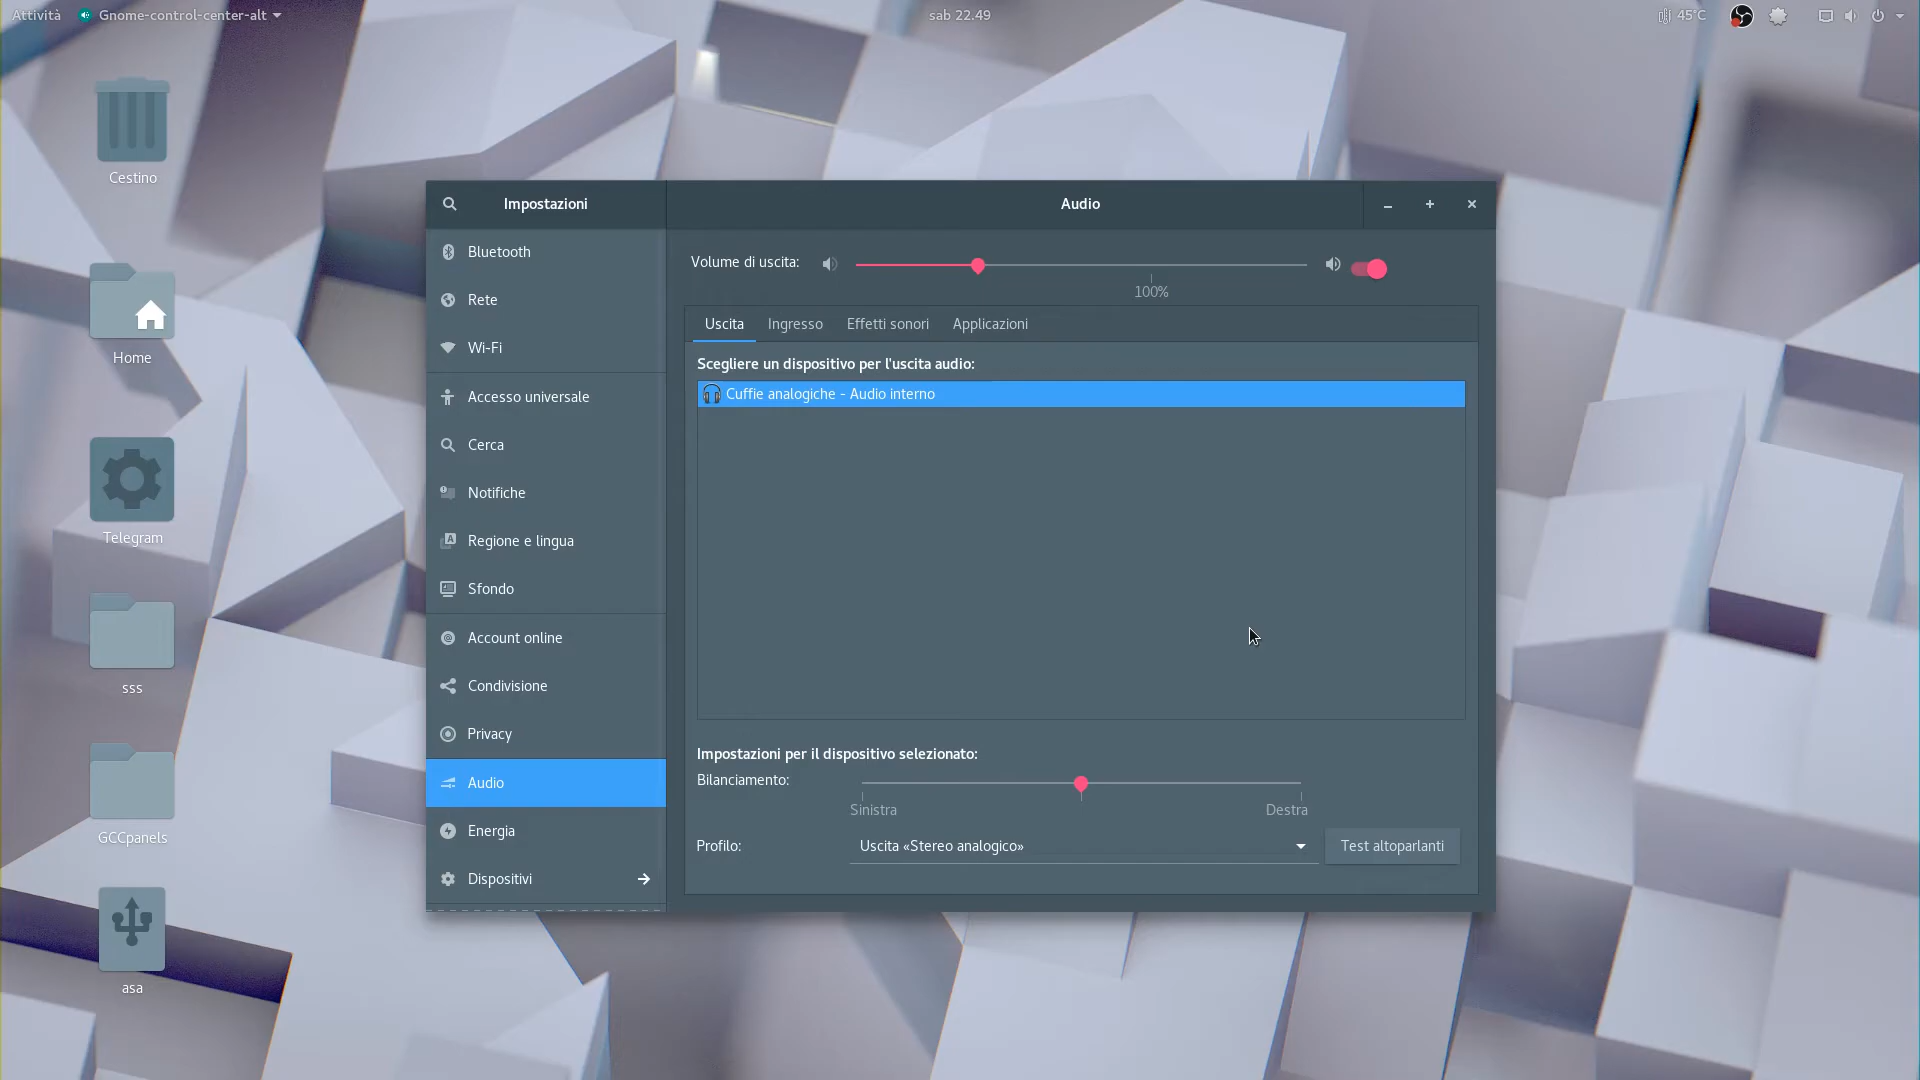 Attività
Gnome-control-center-alt
sab 22.49
45°C
Cestino
Home
Telegram
sss
GCCpanels
asa
Impostazioni
Audio
Bluetooth
Rete
Wi-Fi
Accesso universale
Cerca
Notifiche
Regione e lingua
Sfondo
Account online
Condivisione
Privacy
Audio
Energia
Dispositivi
Volume di uscita:
100%
Uscita
Ingresso
Effetti sonori
Applicazioni
Scegliere un dispositivo per l'uscita audio:
Cuffie analogiche - Audio interno
Impostazioni per il dispositivo selezionato:
Bilanciamento:
Sinistra
Destra
Profilo:
Uscita «Stereo analogico»
Test altoparlanti